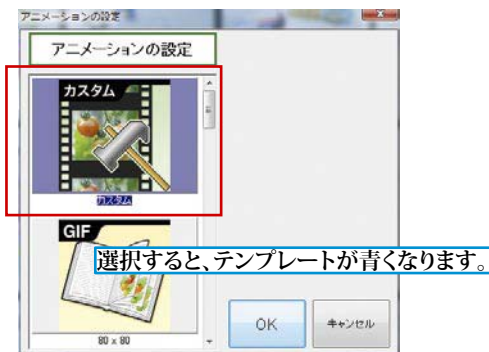 アニメーションの設定
アニメーションの設定
カスタム
カスタム
GIF
選択すると、テンプレートが青くなります。
80 x 80
OK
キャンセル